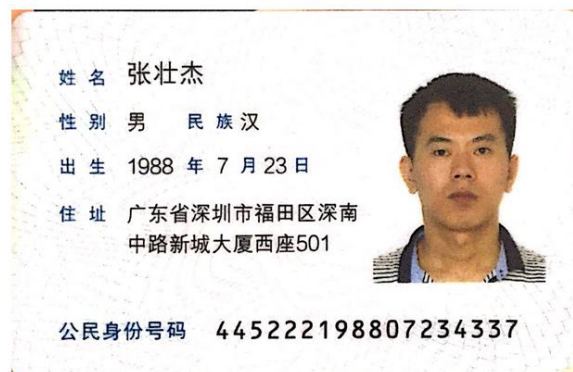 姓名 张壮杰
性别 男 民族 汉
出生 1988 年 7 月 23 日
住址 广东省深圳市福田区深南
中路新城大厦西座501
公民身份号码 445222198807234337